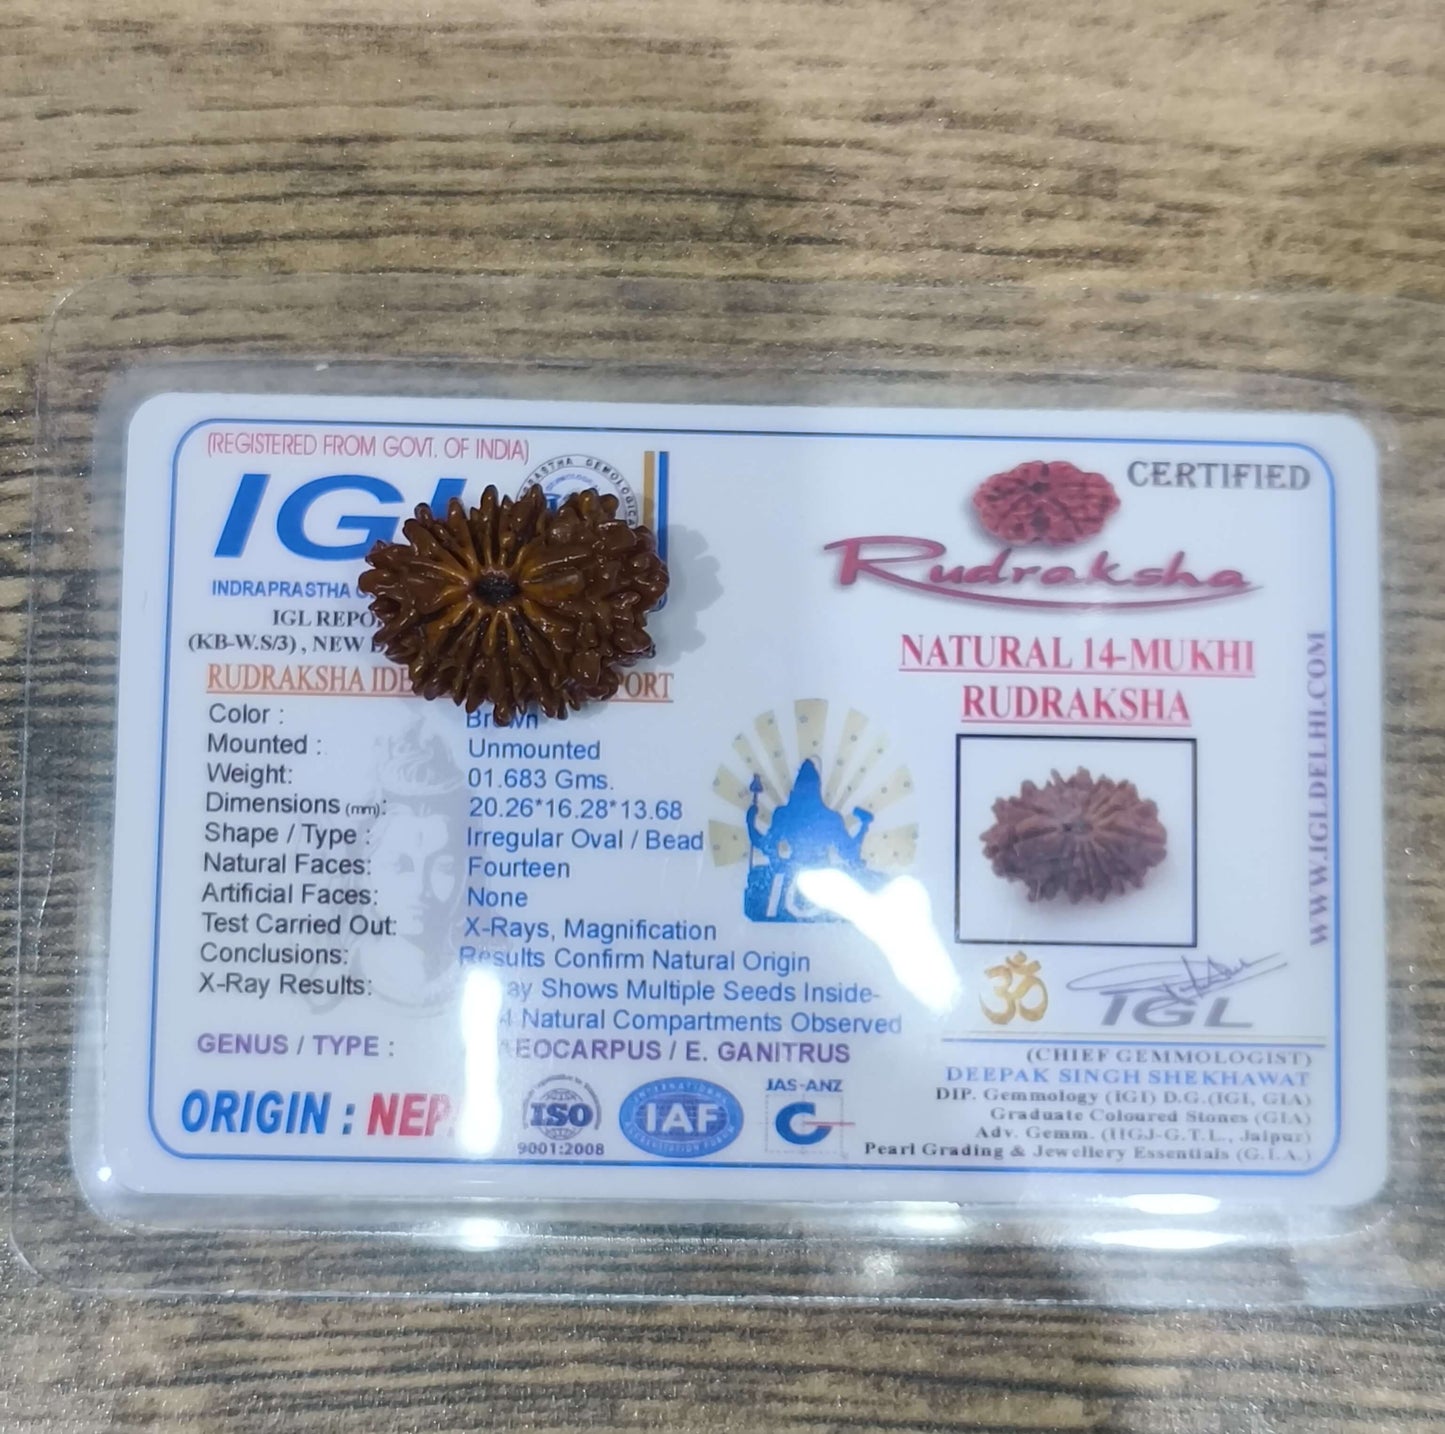 (REGISTERED FROM GOVT. OF INDIA)
IGL
INDRAPRASTHA
IGL
(KB-W.S/3) , NEW
RUDRAKSHA
Color : Brown
Mounted : Unmounted
Weight: 01.683 Gms.
Dimensions (mm): 20.26*16.28*13.68
Shape / Type : Irregular Oval / Bead
Natural Faces: Fourteen
Artificial Faces: None
Test Carried Out: X-Rays, Magnification
Conclusions: Results Confirm Natural Origin
X-Ray Results: Shows Multiple Seeds Inside-
Natural Compartments Observed
GENUS / TYPE : / E. GANITRUS
ORIGIN :
ISO
9001:2008
IAF
JAS-ANZ
CERTIFIED
Rudraksha
NATURAL 14-MUKHI
RUDRAKSHA
WWW.IGLDELHI.COM
ॐ
IGL
(CHIEF GEMMOLOGIST)
DEEPAK SINGH SHEKHAWAT
DIP. Gemmology (IGI) D.G.(IGI, GIA)
Graduate Coloured Stones (GIA)
Adv. Gemm. (IIGJ-G.T.L., Jaipur)
Pearl Grading & Jewellery Essentials (G.I.A.)